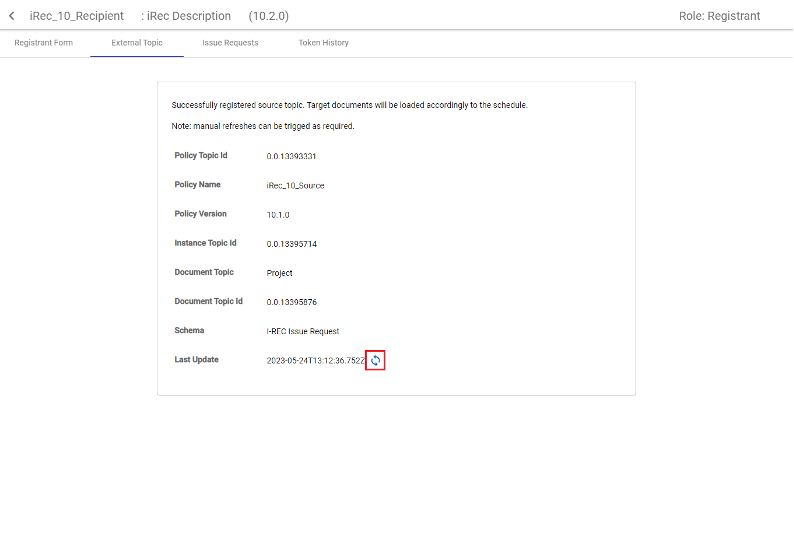 iRec_10_Recipient : iRec Description (10.2.0) Role: Registrant
Registrant Form External Topic Issue Requests Token History
Successfully registered source topic. Target documents will be loaded accordingly to the schedule.
Note: manual refreshes can be trigged as required.
Policy Topic Id 0.0.13393331
Policy Name iRec_10_Source
Policy Version 10.1.0
Instance Topic Id 0.0.13395714
Document Topic Project
Document Topic Id 0.0.13395876
Schema I-REC Issue Request
Last Update 2023-05-24T13:12:36.752Z